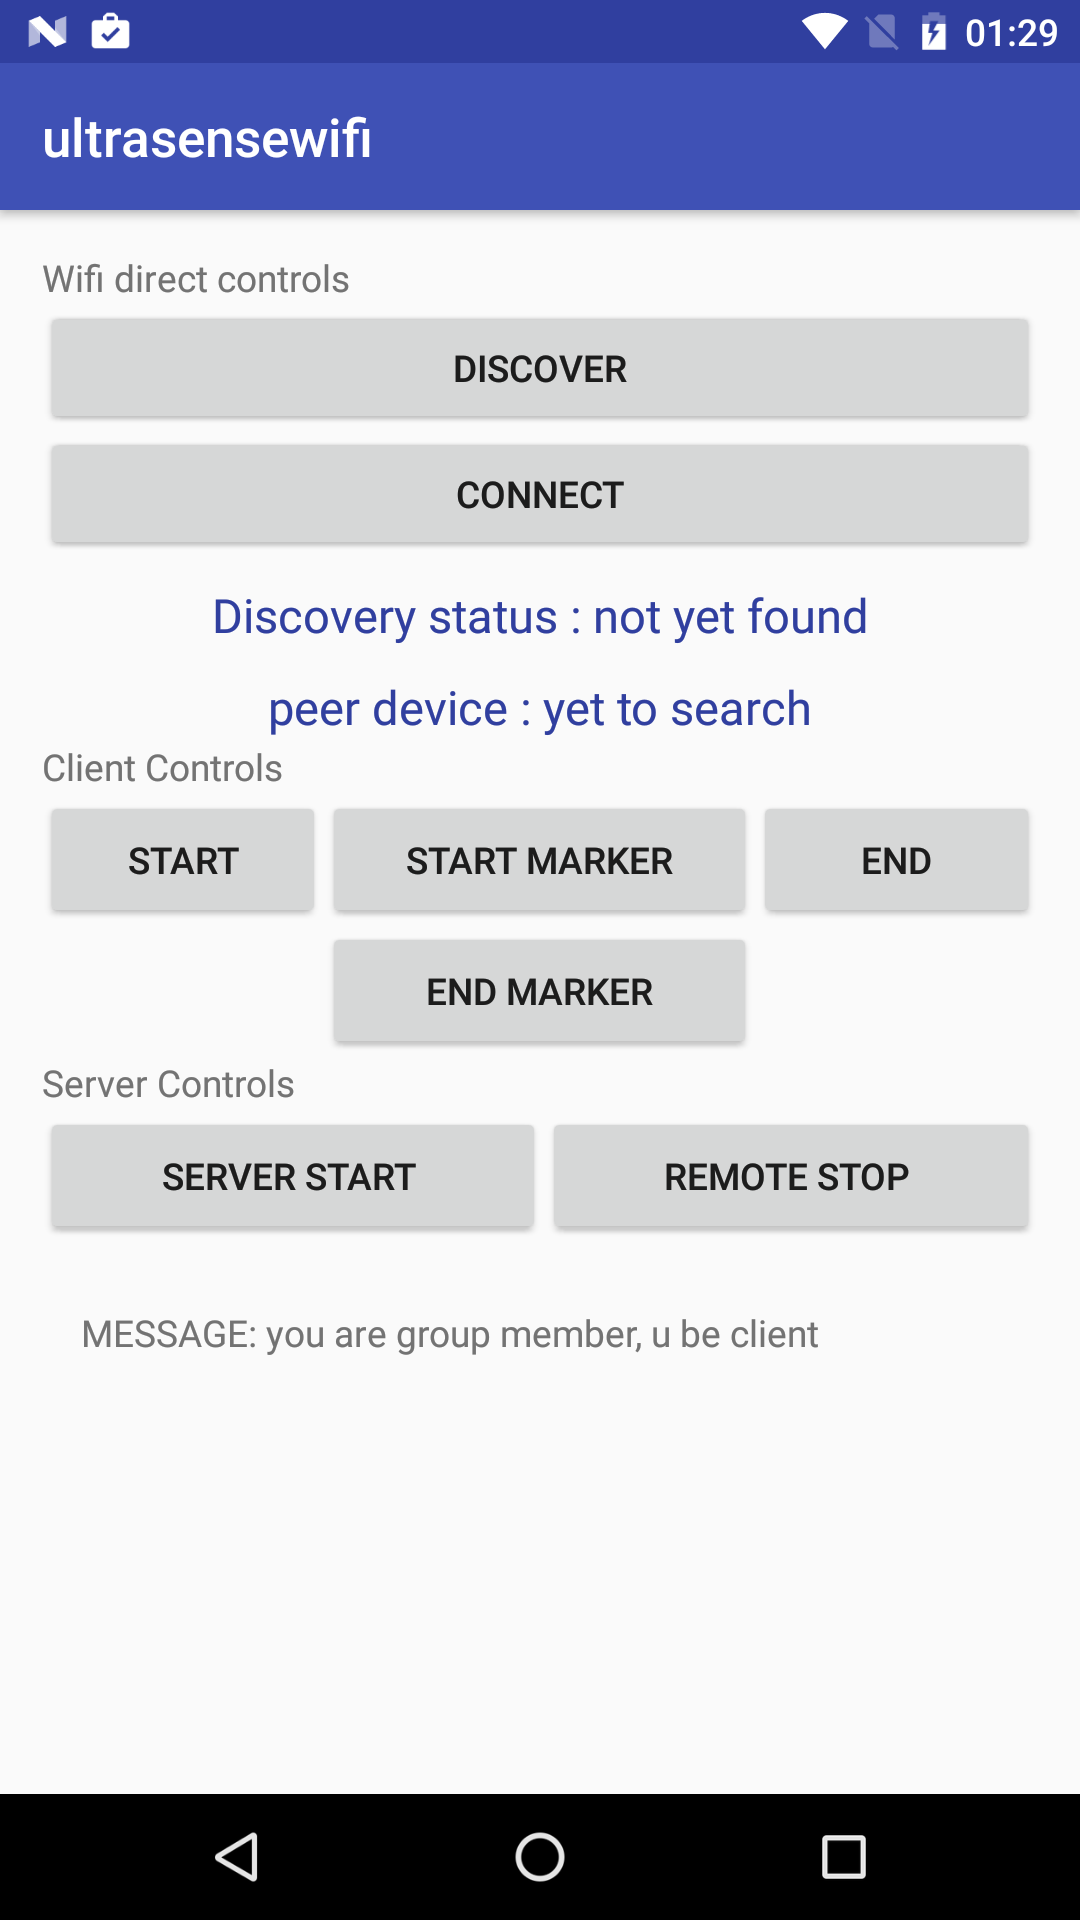 01:29
ultrasensewifi
Wifi direct controls
DISCOVER
CONNECT
Discovery status : not yet found
peer device : yet to search
Client Controls
START START MARKER END
END MARKER
Server Controls
SERVER START REMOTE STOP
MESSAGE: you are group member, u be client